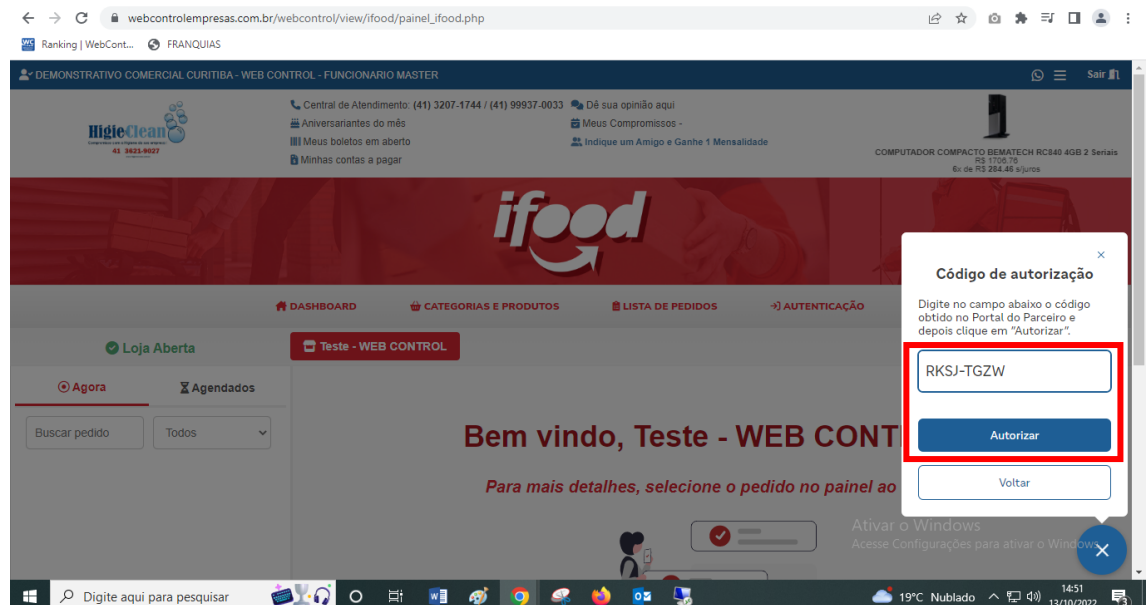 webcontrolempresas.com.br/webcontrol/view/ifood/painel_ifood.php
Ranking | WebCont...
FRANQUIAS
DEMONSTRATIVO COMERCIAL CURITIBA - WEB CONTROL - FUNCIONARIO MASTER
Sair
HigieClean
41 3621-9027
Central de Atendimento: (41) 3207-1744 / (41) 99937-0033
Aniversariantes do mês
Meus boletos em aberto
Minhas contas a pagar
Dê sua opinião aqui
Meus Compromissos -
Indique um Amigo e Ganhe 1 Mensalidade
COMPUTADOR COMPACTO BEMATECH RC840 4GB 2 Seriais
R$ 1706.76
6x de R$ 284.46 s/juros
ifood
DASHBOARD
CATEGORIAS E PRODUTOS
LISTA DE PEDIDOS
AUTENTICAÇÃO
Loja Aberta
Teste - WEB CONTROL
Agora
Agendados
Buscar pedido
Todos
Bem vindo, Teste - WEB CONT
Para mais detalhes, selecione o pedido no painel ao
Código de autorização
Digite no campo abaixo o código
obtido no Portal do Parceiro e
depois clique em "Autorizar".
RKSJ-TGZW
Autorizar
Voltar
Ativar o Windows
Acesse Configurações para ativar o Windows.
Digite aqui para pesquisar
19°C Nublado
14:51
13/10/2022